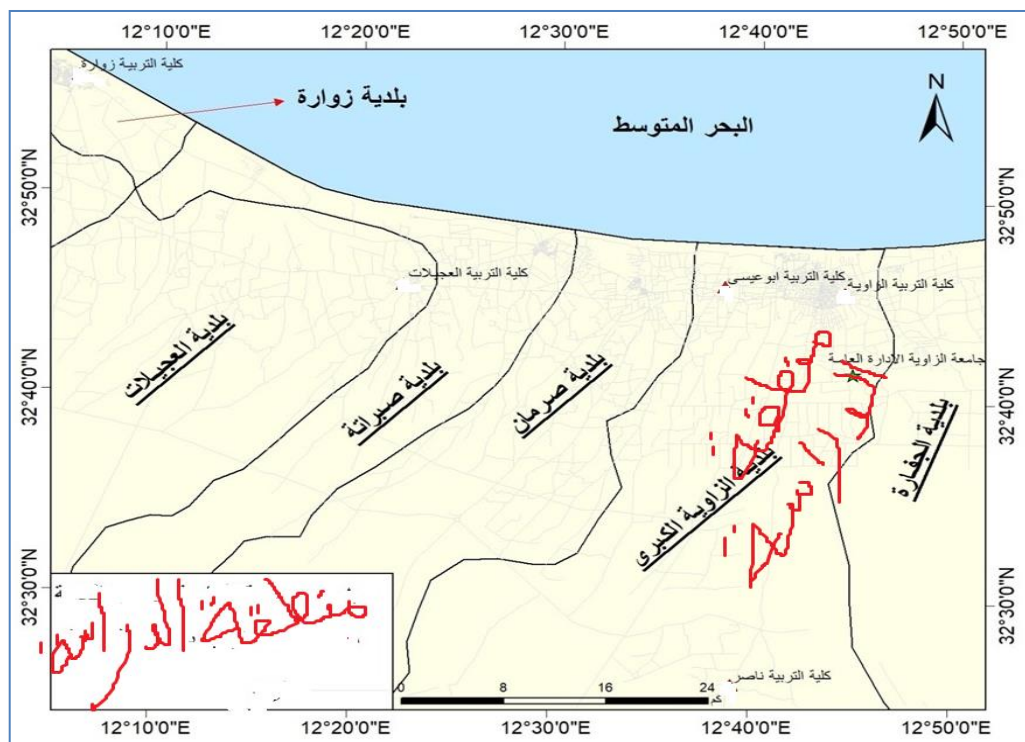 12°10'0"E 12°20'0"E 12°30'0"E 12°40'0"E 12°50'0"E
كلية التربية زوارة
بلدية زوارة
البحر المتوسط
N
32°50'0"N 32°50'0"N
كلية التربية العجيلات
كلية التربية ابوعيسى
كلية التربية الزاوية
جامعة الزاوية الادارة العامة
بلدية العجيلات
بلدية صبراتة
بلدية صرمان
بلدية الزاوية الكبرى
بلدية الجفارة
32°40'0"N 32°40'0"N
منطقة
الدراسة
32°30'0"N 32°30'0"N
منطقة الدراسة
كلية التربية ناصر
0 8 16 24
كم
12°10'0"E 12°20'0"E 12°30'0"E 12°40'0"E 12°50'0"E